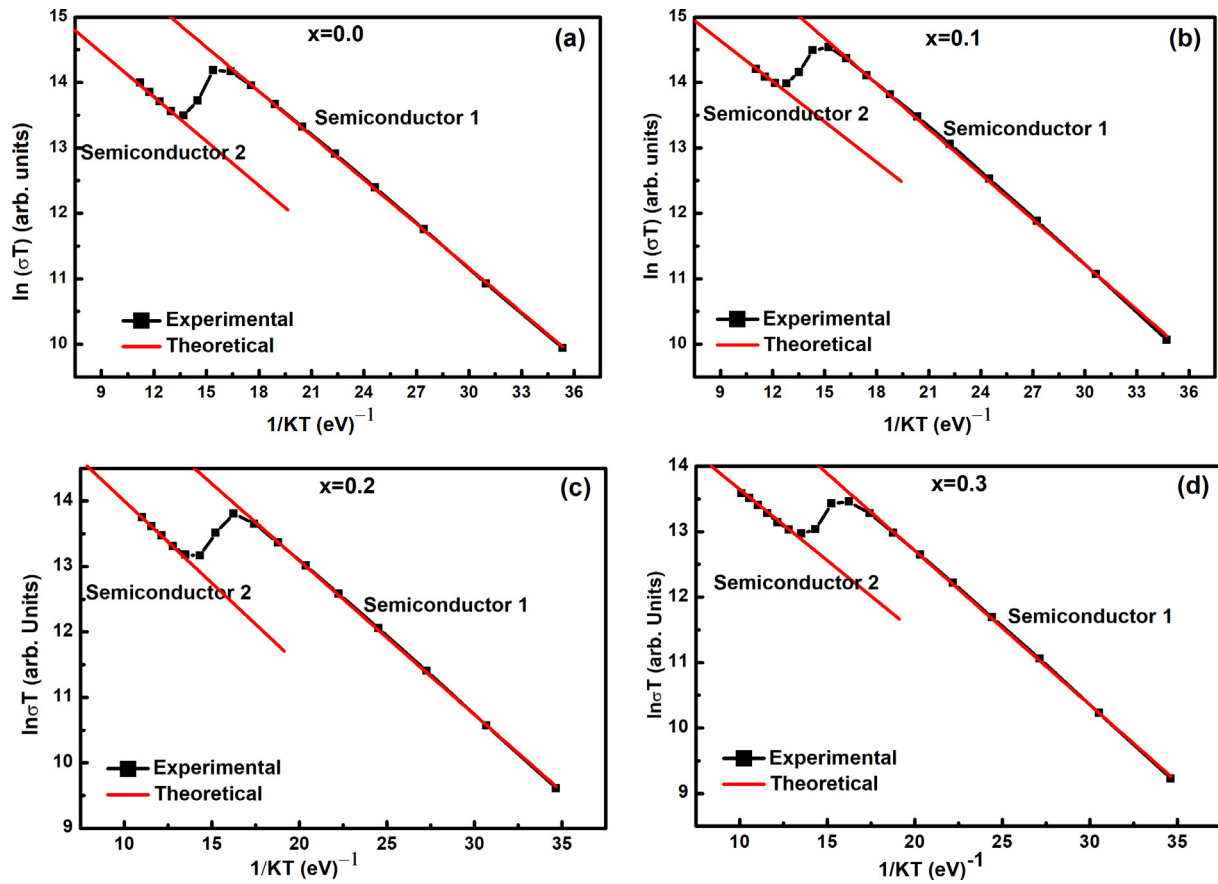 x=0.0
(a)
15
14
13
12
11
10
ln (σT) (arb. units)
Semiconductor 1
Semiconductor 2
Experimental
Theoretical
9 12 15 18 21 24 27 30 33 36
1/KT (eV)⁻¹
x=0.1
(b)
15
14
13
12
11
10
ln (σT) (arb. units)
Semiconductor 2
Semiconductor 1
Experimental
Theoretical
9 12 15 18 21 24 27 30 33 36
1/KT (eV)⁻¹
x=0.2
(c)
14
13
12
11
10
9
lnσT (arb. Units)
Semiconductor 2
Semiconductor 1
Experimental
Theoretical
10 15 20 25 30 35
1/KT (eV)⁻¹
x=0.3
(d)
14
13
12
11
10
9
lnσT (arb. Units)
Semiconductor 2
Semiconductor 1
Experimental
Theoretical
10 15 20 25 30 35
1/KT (eV)⁻¹